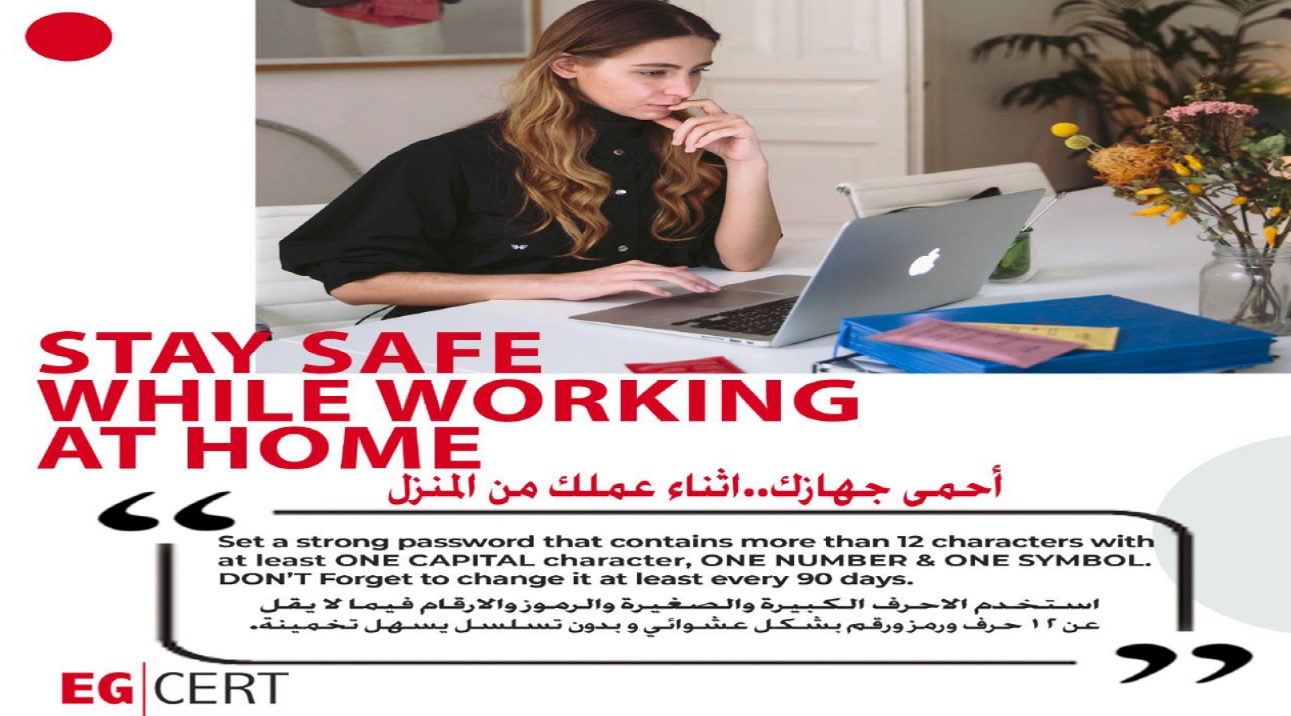 STAY SAFE
WHILE WORKING
AT HOME
أحمى جهازك..اثناء عملك من المنزل
Set a strong password that contains more than 12 characters with
at least ONE CAPITAL character, ONE NUMBER & ONE SYMBOL.
DON'T Forget to change it at least every 90 days.
استخدم الاحرف الكبيرة والصغيرة والرموز والارقام فيما لا يقل
عن ١٢ حرف ورمز ورقم بشكل عشوائي و بدون تسلسل يسهل تخمينة.
EG|CERT